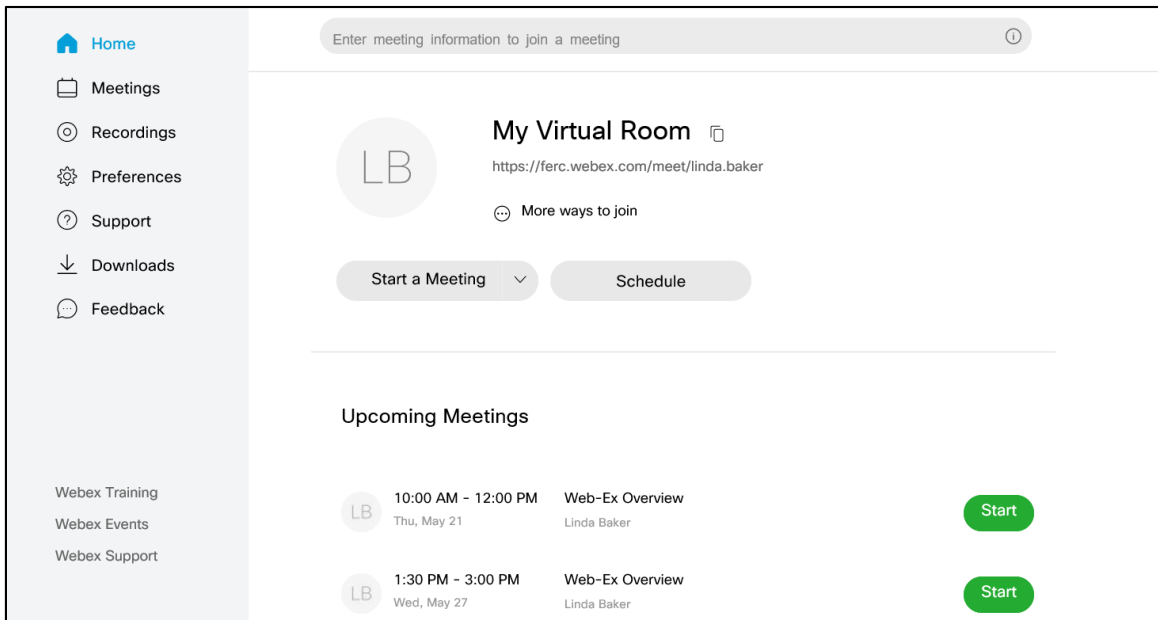 Home
Meetings
Recordings
Preferences
Support
Downloads
Feedback
Webex Training
Webex Events
Webex Support
Enter meeting information to join a meeting
LB
My Virtual Room
https://ferc.webex.com/meet/linda.baker
More ways to join
Start a Meeting
Schedule
Upcoming Meetings
LB
10:00 AM - 12:00 PM Web-Ex Overview
Thu, May 21 Linda Baker
Start
LB
1:30 PM - 3:00 PM Web-Ex Overview
Wed, May 27 Linda Baker
Start